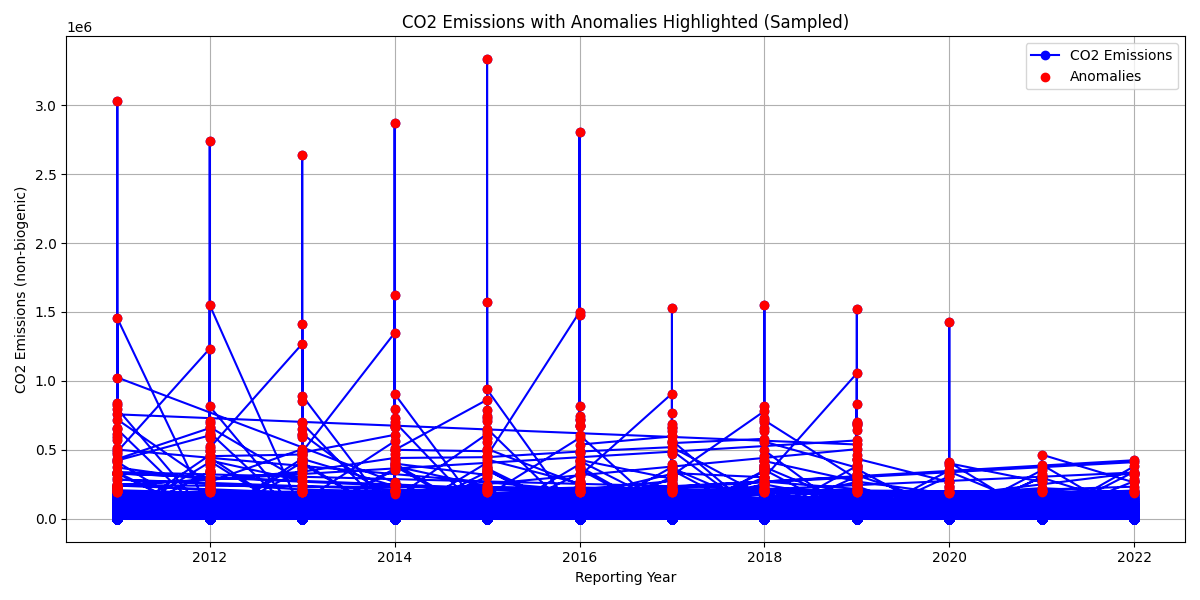 CO2 Emissions with Anomalies Highlighted (Sampled)
1e6
CO2 Emissions
Anomalies
3.0
2.5
2.0
1.5
1.0
0.5
0.0
CO2 Emissions (non-biogenic)
2012 2014 2016 2018 2020 2022
Reporting Year